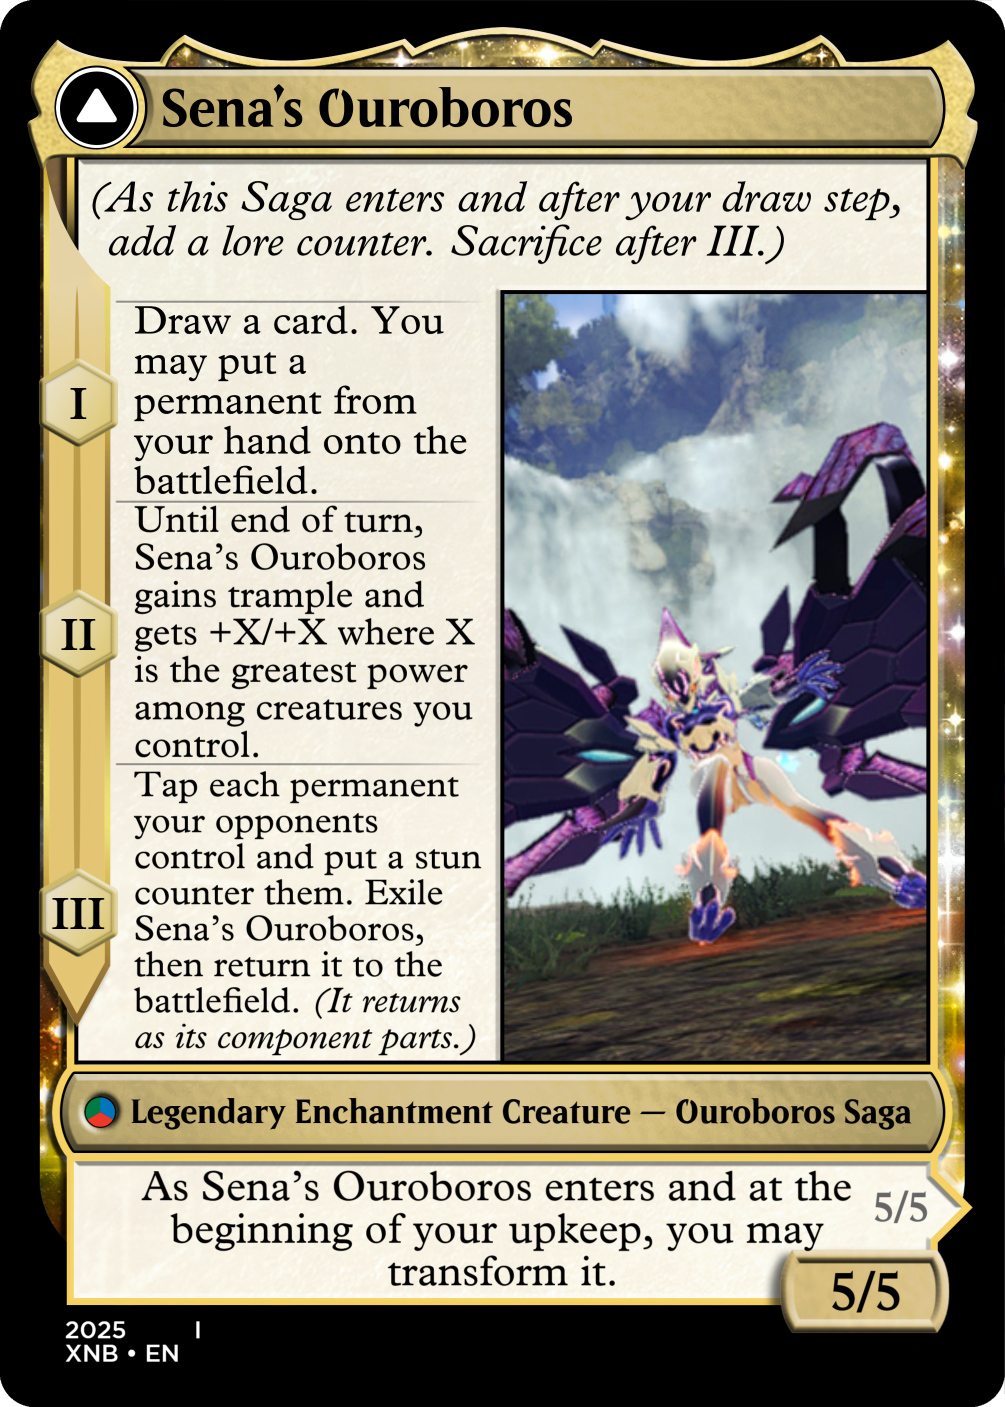 Sena's Ouroboros
(As this Saga enters and after your draw step,
add a lore counter. Sacrifice after III.)
I
Draw a card. You
may put a
permanent from
your hand onto the
battlefield.
II
Until end of turn,
Sena's Ouroboros
gains trample and
gets +X/+X where X
is the greatest power
among creatures you
control.
III
Tap each permanent
your opponents
control and put a stun
counter them. Exile
Sena's Ouroboros,
then return it to the
battlefield. (It returns
as its component parts.)
Legendary Enchantment Creature — Ouroboros Saga
As Sena's Ouroboros enters and at the
beginning of your upkeep, you may
transform it.
5/5
5/5
2025 I
XNB • EN